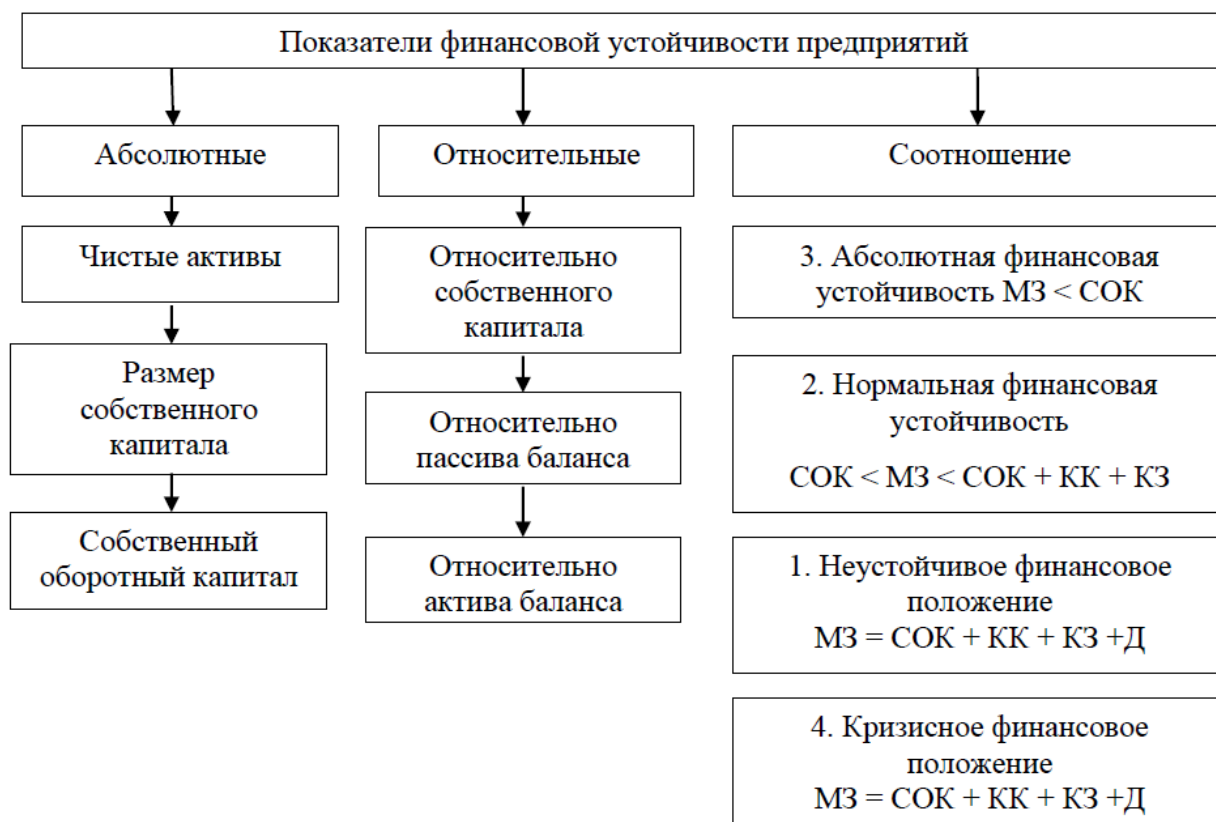 Показатели финансовой устойчивости предприятий
Абсолютные
Относительные
Соотношение
Чистые активы
Размер
собственного
капитала
Собственный
оборотный капитал
Относительно
собственного
капитала
Относительно
пассива баланса
Относительно
актива баланса
3. Абсолютная финансовая
устойчивость МЗ < СОК
2. Нормальная финансовая
устойчивость
СОК < МЗ < СОК + КК + КЗ
1. Неустойчивое финансовое
положение
МЗ = СОК + КК + КЗ +Д
4. Кризисное финансовое
положение
МЗ = СОК + КК + КЗ +Д